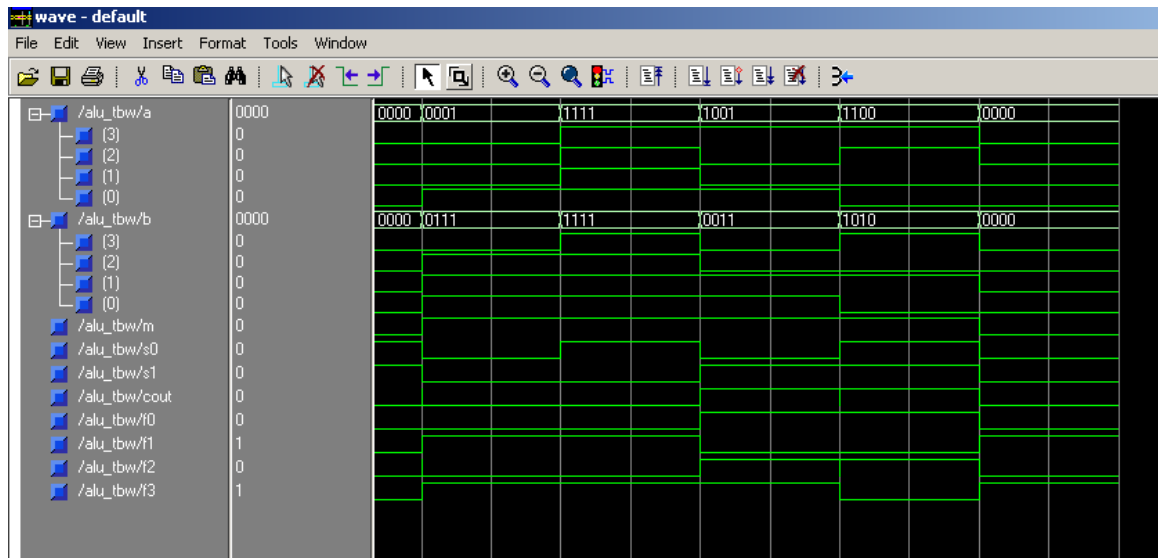 wave - default
File Edit View Insert Format Tools Window
/alu_tbw/a 0000 0000 0001 1111 1001 1100 0000
(3) 0
(2) 0
(1) 0
(0) 0
/alu_tbw/b 0000 0000 0111 1111 0011 1010 0000
(3) 0
(2) 0
(1) 0
(0) 0
/alu_tbw/m 0
/alu_tbw/s0 0
/alu_tbw/s1 0
/alu_tbw/cout 0
/alu_tbw/f0 0
/alu_tbw/f1 1
/alu_tbw/f2 0
/alu_tbw/f3 1